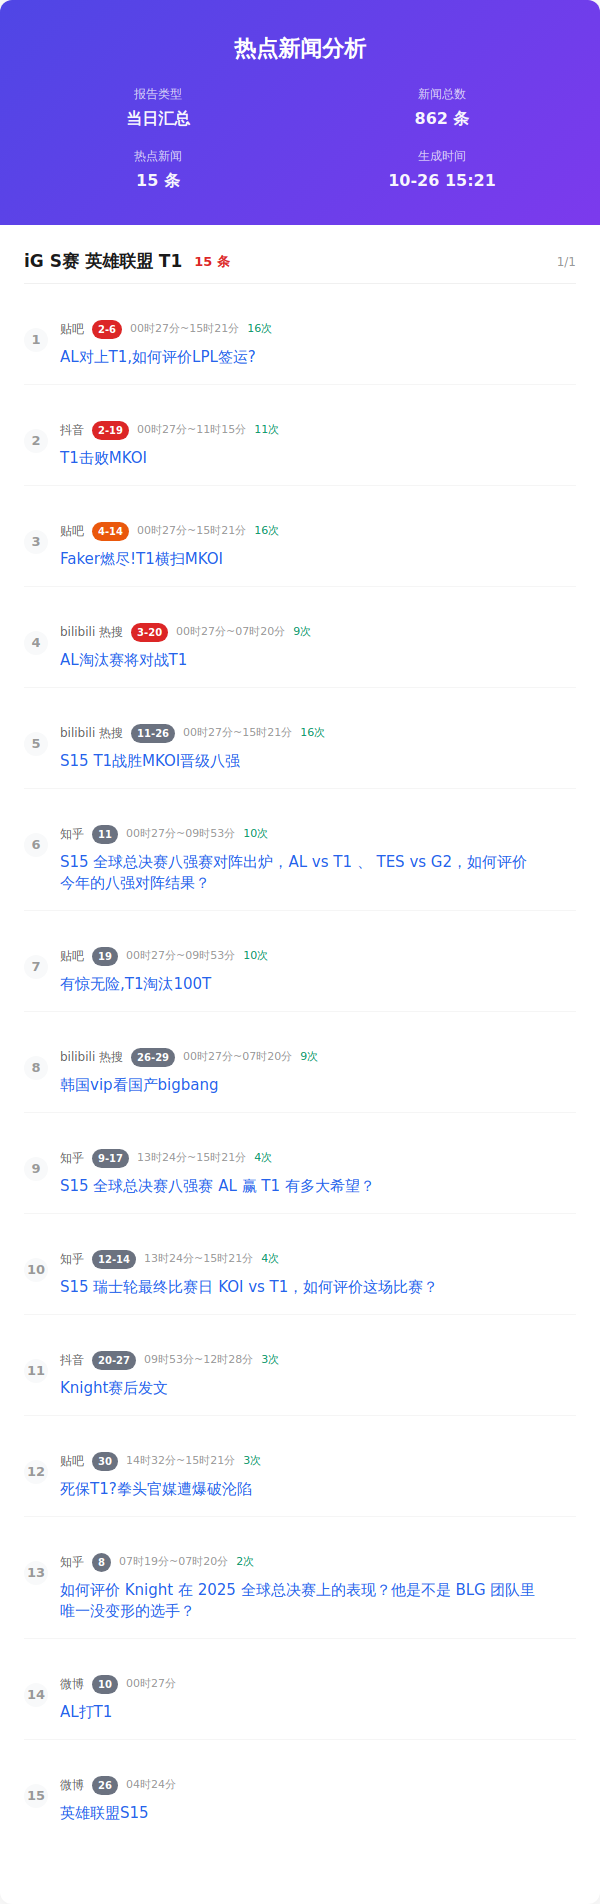 热点新闻分析
报告类型
新闻总数
当日汇总
862 条
热点新闻
生成时间
15 条
10-26 15:21
iG S赛 英雄联盟 T1 15 条 1/1
1 贴吧 2-6 00时27分~15时21分 16次
AL对上T1,如何评价LPL签运?
2 抖音 2-19 00时27分~11时15分 11次
T1击败MKOI
3 贴吧 4-14 00时27分~15时21分 16次
Faker燃尽!T1横扫MKOI
4 bilibili 热搜 3-20 00时27分~07时20分 9次
AL淘汰赛将对战T1
5 bilibili 热搜 11-26 00时27分~15时21分 16次
S15 T1战胜MKOI晋级八强
6 知乎 11 00时27分~09时53分 10次
S15 全球总决赛八强赛对阵出炉，AL vs T1 、 TES vs G2，如何评价
今年的八强对阵结果？
7 贴吧 19 00时27分~09时53分 10次
有惊无险,T1淘汰100T
8 bilibili 热搜 26-29 00时27分~07时20分 9次
韩国vip看国产bigbang
9 知乎 9-17 13时24分~15时21分 4次
S15 全球总决赛八强赛 AL 赢 T1 有多大希望？
10 知乎 12-14 13时24分~15时21分 4次
S15 瑞士轮最终比赛日 KOI vs T1，如何评价这场比赛？
11 抖音 20-27 09时53分~12时28分 3次
Knight赛后发文
12 贴吧 30 14时32分~15时21分 3次
死保T1?拳头官媒遭爆破沦陷
13 知乎 8 07时19分~07时20分 2次
如何评价 Knight 在 2025 全球总决赛上的表现？他是不是 BLG 团队里
唯一没变形的选手？
14 微博 10 00时27分
AL打T1
15 微博 26 04时24分
英雄联盟S15